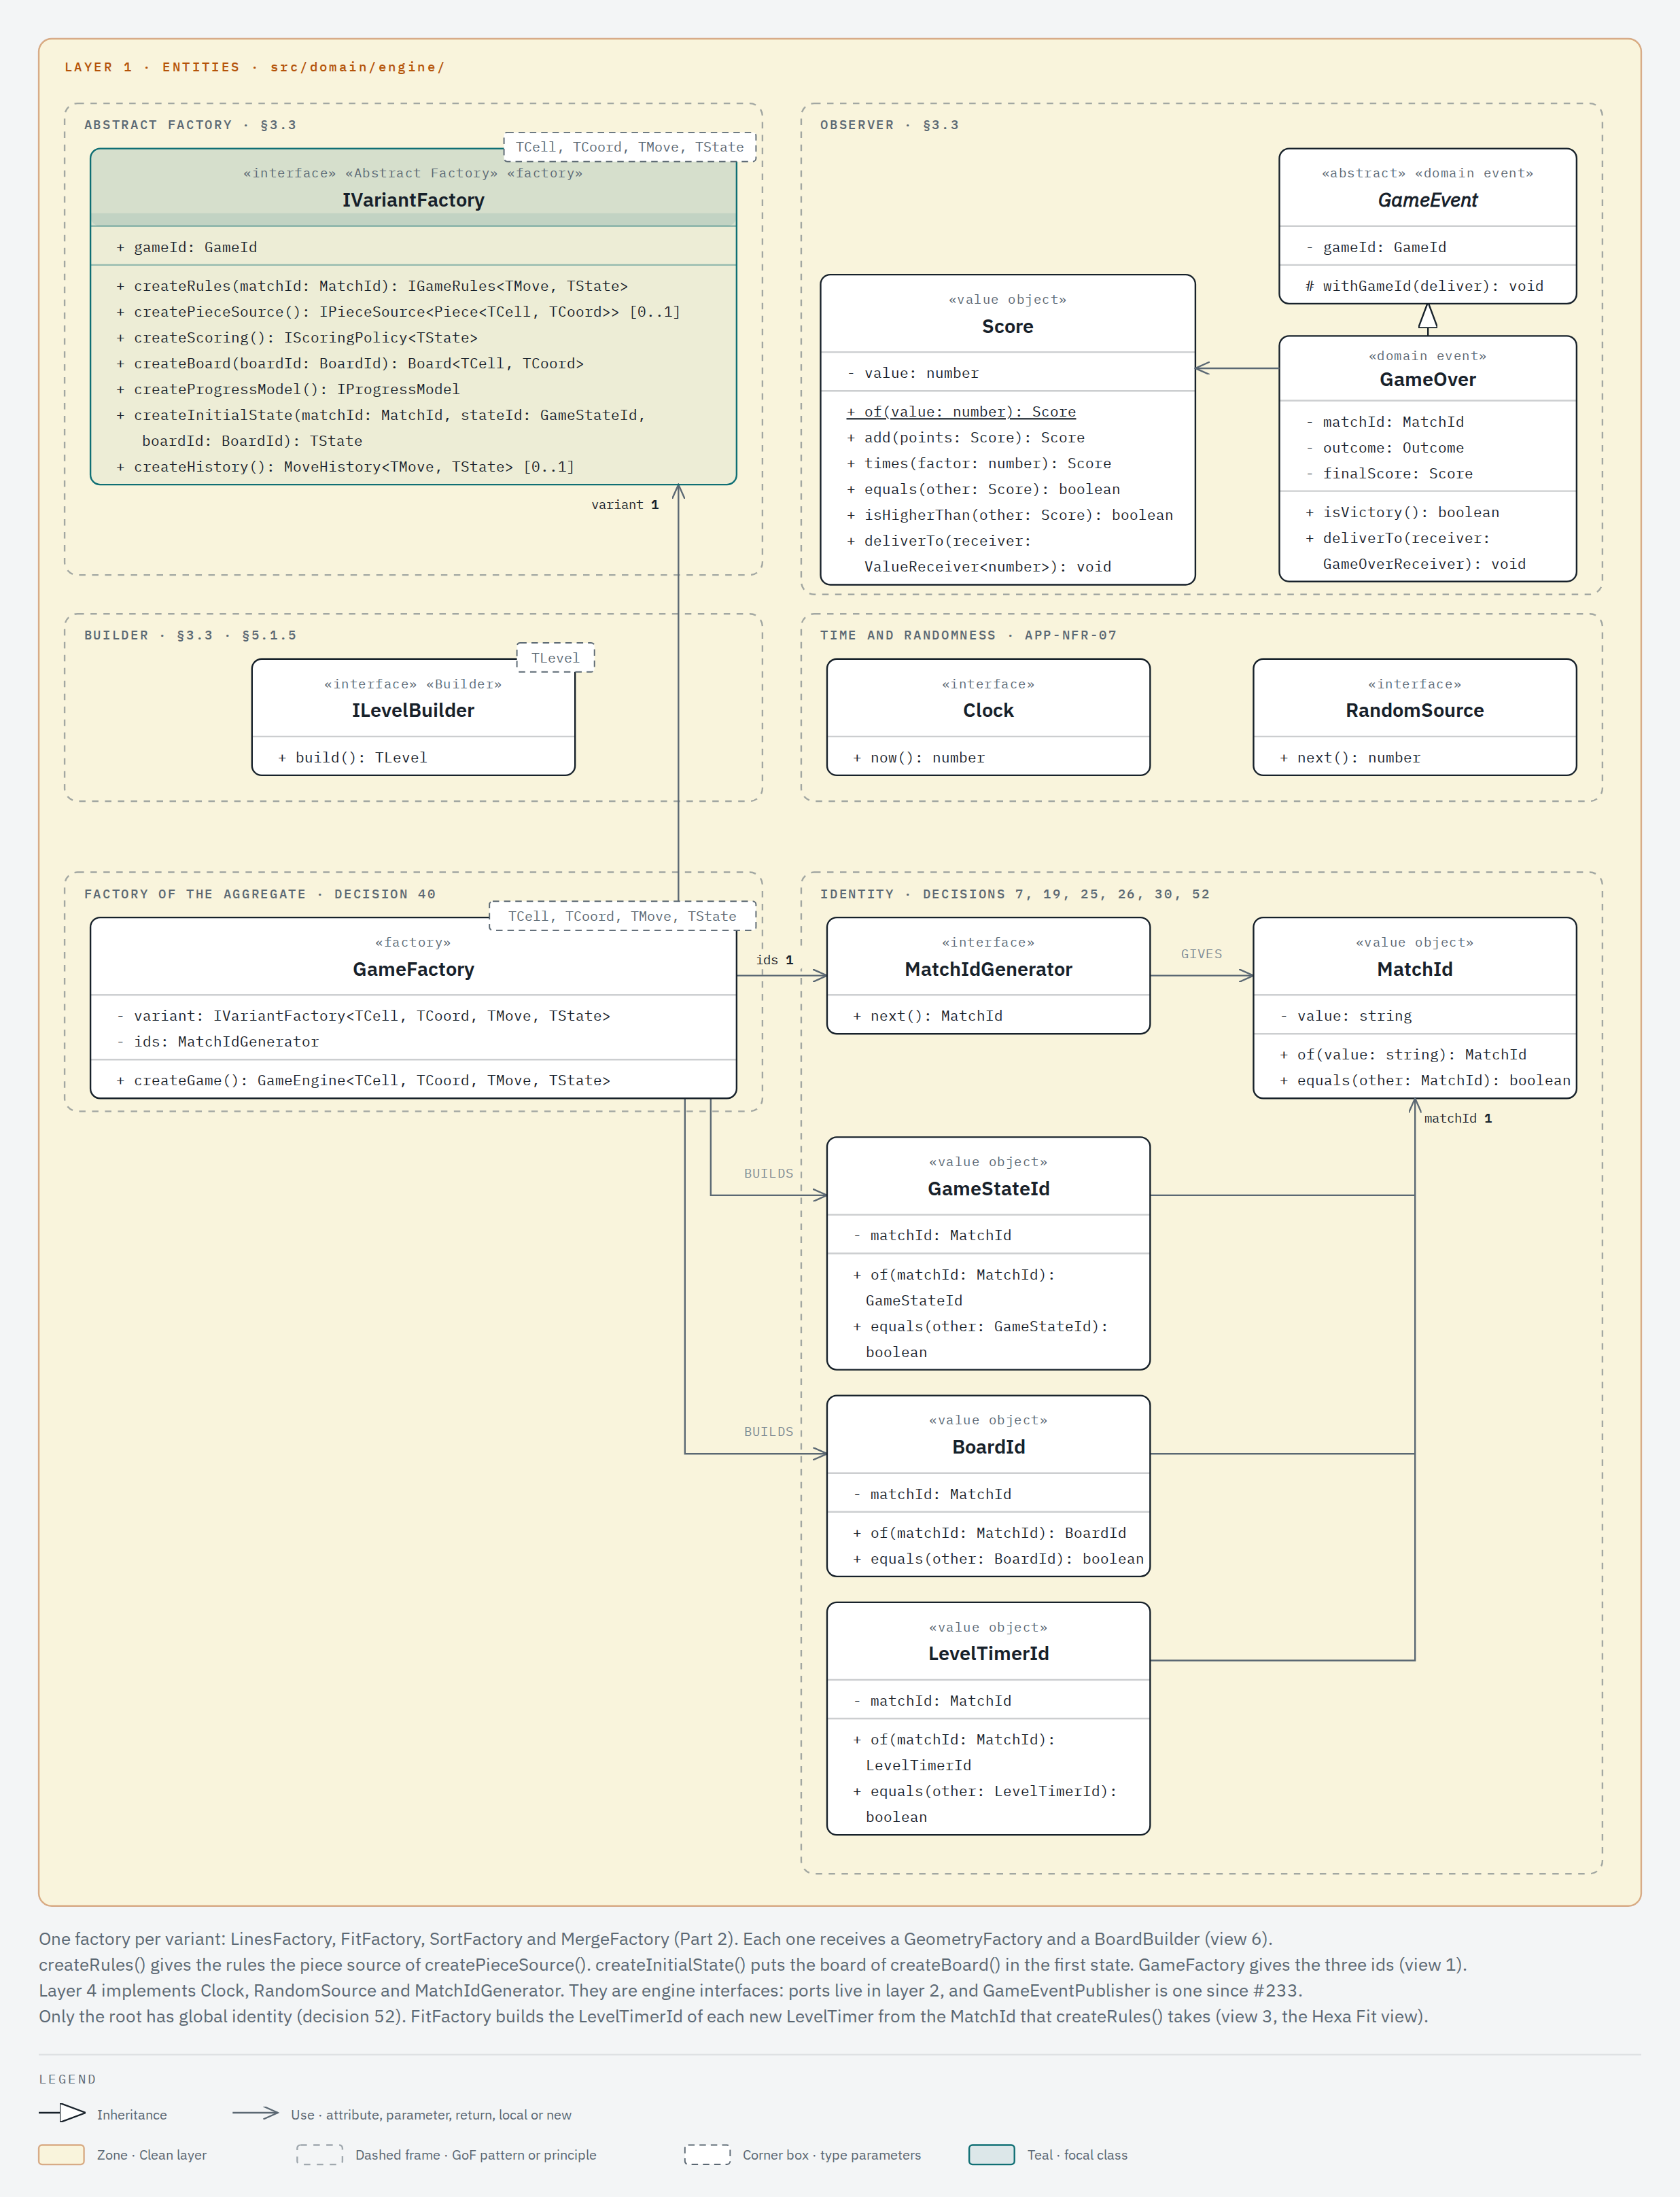 LAYER 1 · ENTITIES · src/domain/engine/
ABSTRACT FACTORY · §3.3
TCell, TCoord, TMove, TState
«interface» «Abstract Factory» «factory»
IVariantFactory
+ gameId: GameId
+ createRules(matchId: MatchId): IGameRules<TMove, TState>
+ createPieceSource(): IPieceSource<Piece<TCell, TCoord>> [0..1]
+ createScoring(): IScoringPolicy<TState>
+ createBoard(boardId: BoardId): Board<TCell, TCoord>
+ createProgressModel(): IProgressModel
+ createInitialState(matchId: MatchId, stateId: GameStateId,
boardId: BoardId): TState
+ createHistory(): MoveHistory<TMove, TState> [0..1]
variant 1
OBSERVER · §3.3
«abstract» «domain event»
GameEvent
- gameId: GameId
# withGameId(deliver): void
«value object»
Score
- value: number
+ of(value: number): Score
+ add(points: Score): Score
+ times(factor: number): Score
+ equals(other: Score): boolean
+ isHigherThan(other: Score): boolean
+ deliverTo(receiver:
ValueReceiver<number>): void
«domain event»
GameOver
- matchId: MatchId
- outcome: Outcome
- finalScore: Score
+ isVictory(): boolean
+ deliverTo(receiver:
GameOverReceiver): void
BUILDER · §3.3 · §5.1.5
TLevel
«interface» «Builder»
ILevelBuilder
+ build(): TLevel
TIME AND RANDOMNESS · APP-NFR-07
«interface»
Clock
+ now(): number
«interface»
RandomSource
+ next(): number
FACTORY OF THE AGGREGATE · DECISION 40
TCell, TCoord, TMove, TState
«factory»
GameFactory
- variant: IVariantFactory<TCell, TCoord, TMove, TState>
- ids: MatchIdGenerator
+ createGame(): GameEngine<TCell, TCoord, TMove, TState>
ids 1
IDENTITY · DECISIONS 7, 19, 25, 26, 30, 52
«interface»
MatchIdGenerator
+ next(): MatchId
GIVES
«value object»
MatchId
- value: string
+ of(value: string): MatchId
+ equals(other: MatchId): boolean
matchId 1
BUILDS
«value object»
GameStateId
- matchId: MatchId
+ of(matchId: MatchId):
GameStateId
+ equals(other: GameStateId):
boolean
BUILDS
«value object»
BoardId
- matchId: MatchId
+ of(matchId: MatchId): BoardId
+ equals(other: BoardId): boolean
«value object»
LevelTimerId
- matchId: MatchId
+ of(matchId: MatchId):
LevelTimerId
+ equals(other: LevelTimerId):
boolean
One factory per variant: LinesFactory, FitFactory, SortFactory and MergeFactory (Part 2). Each one receives a GeometryFactory and a BoardBuilder (view 6).
createRules() gives the rules the piece source of createPieceSource(). createInitialState() puts the board of createBoard() in the first state. GameFactory gives the three ids (view 1).
Layer 4 implements Clock, RandomSource and MatchIdGenerator. They are engine interfaces: ports live in layer 2, and GameEventPublisher is one since #233.
Only the root has global identity (decision 52). FitFactory builds the LevelTimerId of each new LevelTimer from the MatchId that createRules() takes (view 3, the Hexa Fit view).
LEGEND
Inheritance
Use · attribute, parameter, return, local or new
Zone · Clean layer
Dashed frame · GoF pattern or principle
Corner box · type parameters
Teal · focal class